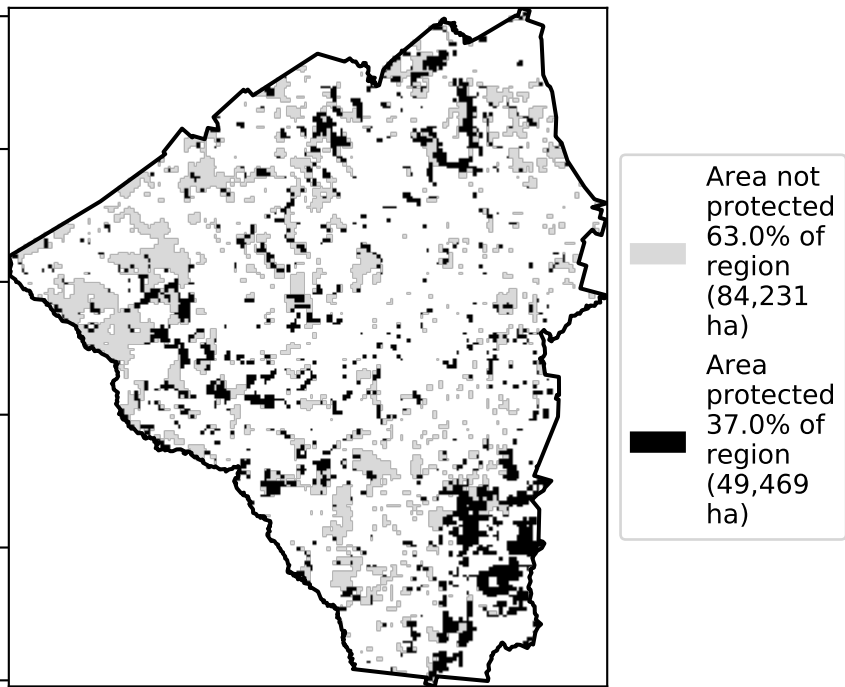 Area not
protected
63.0% of
region
(84,231
ha)
Area
protected
37.0% of
region
(49,469
ha)